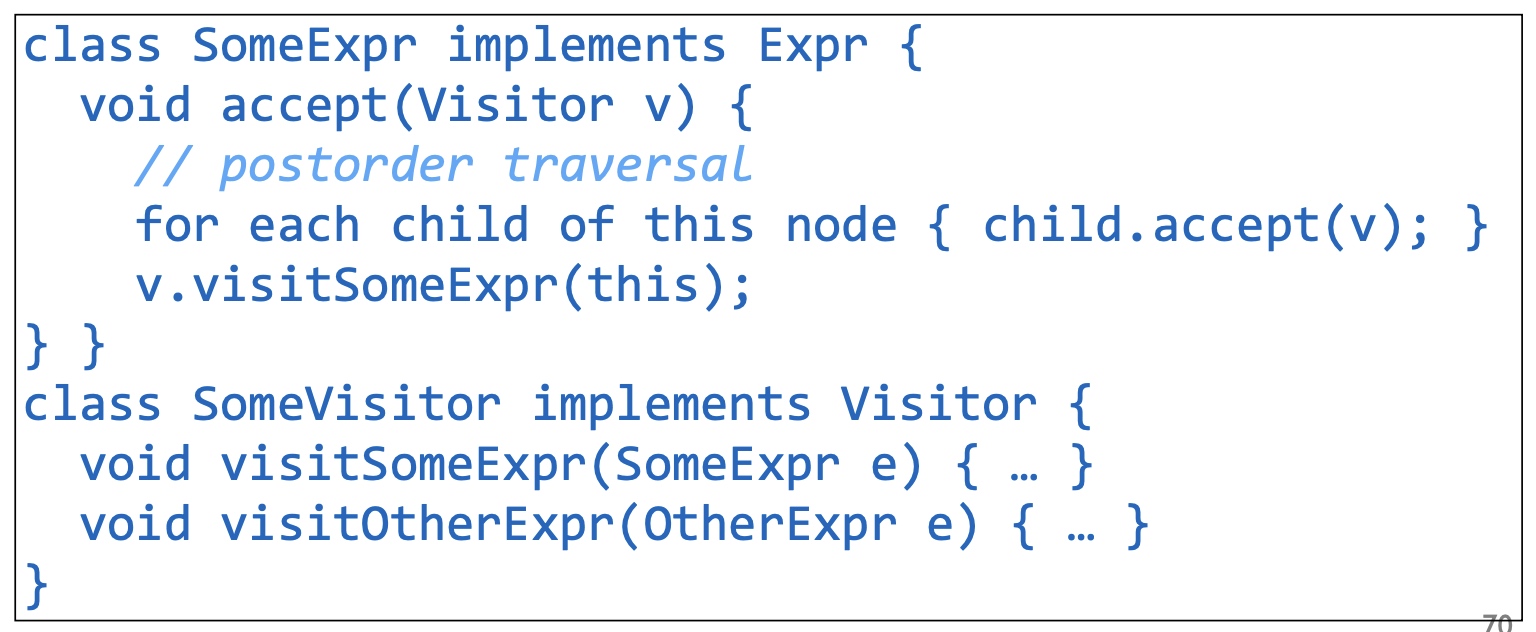 class SomeExpr implements Expr {
  void accept(Visitor v) {
    // postorder traversal
    for each child of this node { child.accept(v); }
    v.visitSomeExpr(this);
} }
class SomeVisitor implements Visitor {
  void visitSomeExpr(SomeExpr e) { … }
  void visitOtherExpr(OtherExpr e) { … }
}
70